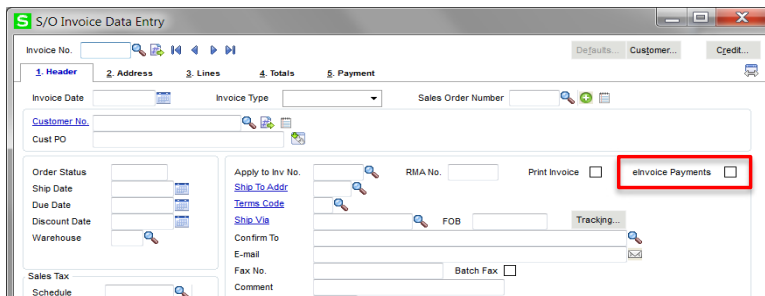 S S/O Invoice Data Entry
Invoice No. Defaults... Customer... Credit...
1. Header 2. Address 3. Lines 4. Totals 5. Payment
Invoice Date Invoice Type Sales Order Number
Customer No.
Cust PO
Order Status Apply to Inv No. RMA No. Print Invoice eInvoice Payments
Ship Date Ship To Addr
Due Date Terms Code
Discount Date Ship Via FOB Tracking...
Warehouse Confirm To
E-mail
Sales Tax Fax No. Batch Fax
Schedule Comment